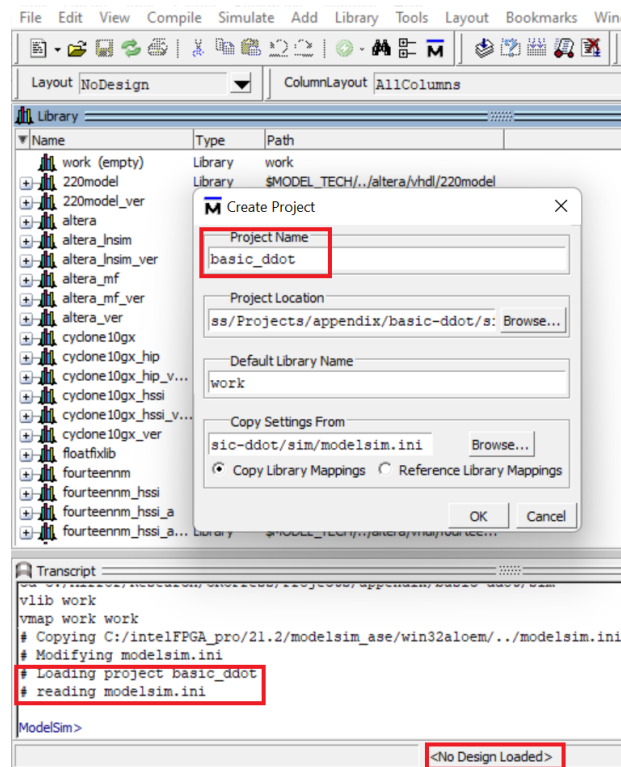 File Edit View Compile Simulate Add Library Tools Layout Bookmarks
Layout NoDesign ColumnLayout AllColumns
Library
Name Type Path
work (empty) Library work
220model Library $MODEL_TECH/../altera/vhdl/220model
220model_ver
altera
altera_lnsim
altera_lnsim_ver
altera_mf
altera_mf_ver
altera_ver
cyclone10gx
cyclone10gx_hip
cyclone10gx_hip_v...
cyclone10gx_hssi
cyclone10gx_hssi_v...
cyclone10gx_ver
floatfixlib
fourteennm
fourteennm_hssi
fourteennm_hssi_a
fourteennm_hssi_a... Library
Create Project
Project Name
basic_ddot
Project Location
ss/Projects/appendix/basic-ddot/s Browse...
Default Library Name
work
Copy Settings From
sic-ddot/sim/modelsim.ini Browse...
Copy Library Mappings Reference Library Mappings
OK Cancel
Transcript
vlib work
vmap work work
# Copying C:/intelFPGA_pro/21.2/modelsim_ase/win32aloem/../modelsim.ini
# Modifying modelsim.ini
# Loading project basic_ddot
# reading modelsim.ini
ModelSim>
<No Design Loaded>